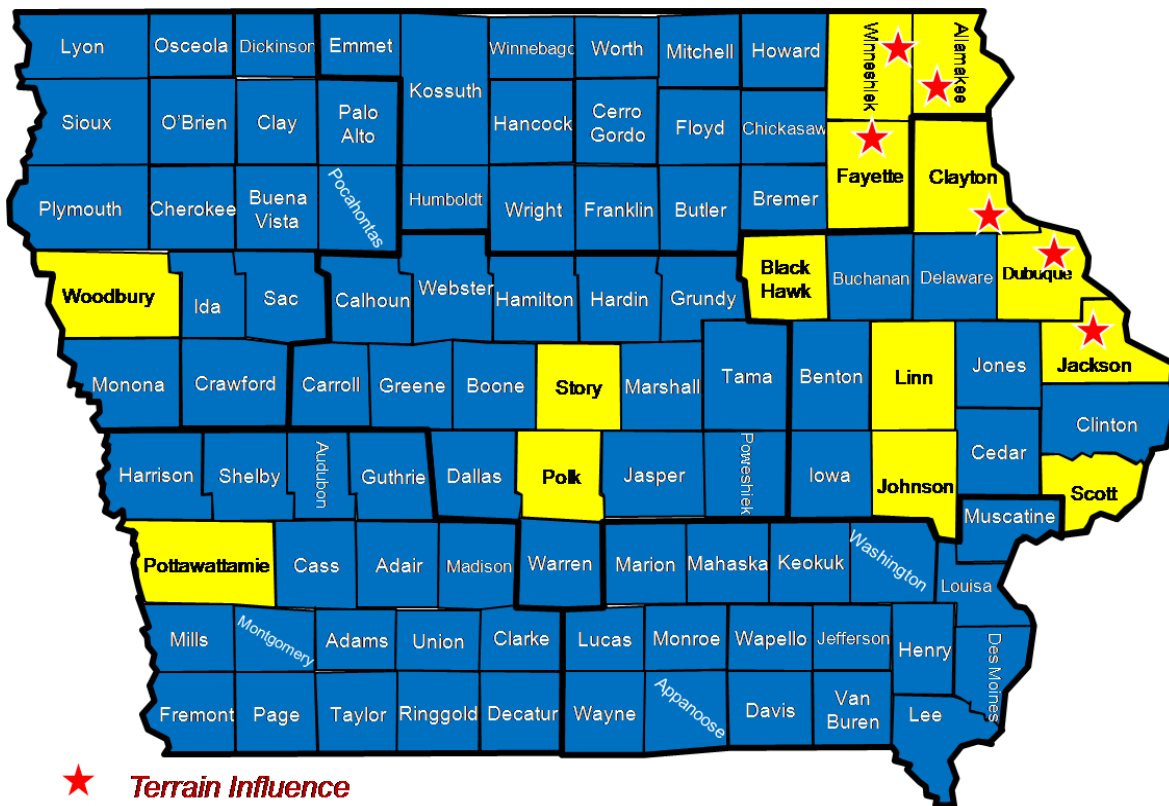 Lyon
Osceola
Dickinson
Emmet
Kossuth
Winnebago
Worth
Mitchell
Howard
Winneshiek
Allamakee
Sioux
O'Brien
Clay
Palo
Alto
Hancock
Cerro
Gordo
Floyd
Chickasaw
Fayette
Clayton
Plymouth
Cherokee
Buena
Vista
Pocahontas
Humboldt
Wright
Franklin
Butler
Bremer
Woodbury
Ida
Sac
Calhoun
Webster
Hamilton
Hardin
Grundy
Black
Hawk
Buchanan
Delaware
Dubuque
Monona
Crawford
Carroll
Greene
Boone
Story
Marshall
Tama
Benton
Linn
Jones
Jackson
Clinton
Harrison
Shelby
Audubon
Guthrie
Dallas
Polk
Jasper
Poweshiek
Iowa
Johnson
Cedar
Scott
Muscatine
Pottawattamie
Cass
Adair
Madison
Warren
Marion
Mahaska
Keokuk
Washington
Louisa
Mills
Montgomery
Adams
Union
Clarke
Lucas
Monroe
Wapello
Jefferson
Henry
Des Moines
Fremont
Page
Taylor
Ringgold
Decatur
Wayne
Appanoose
Davis
Van
Buren
Lee
Terrain Influence